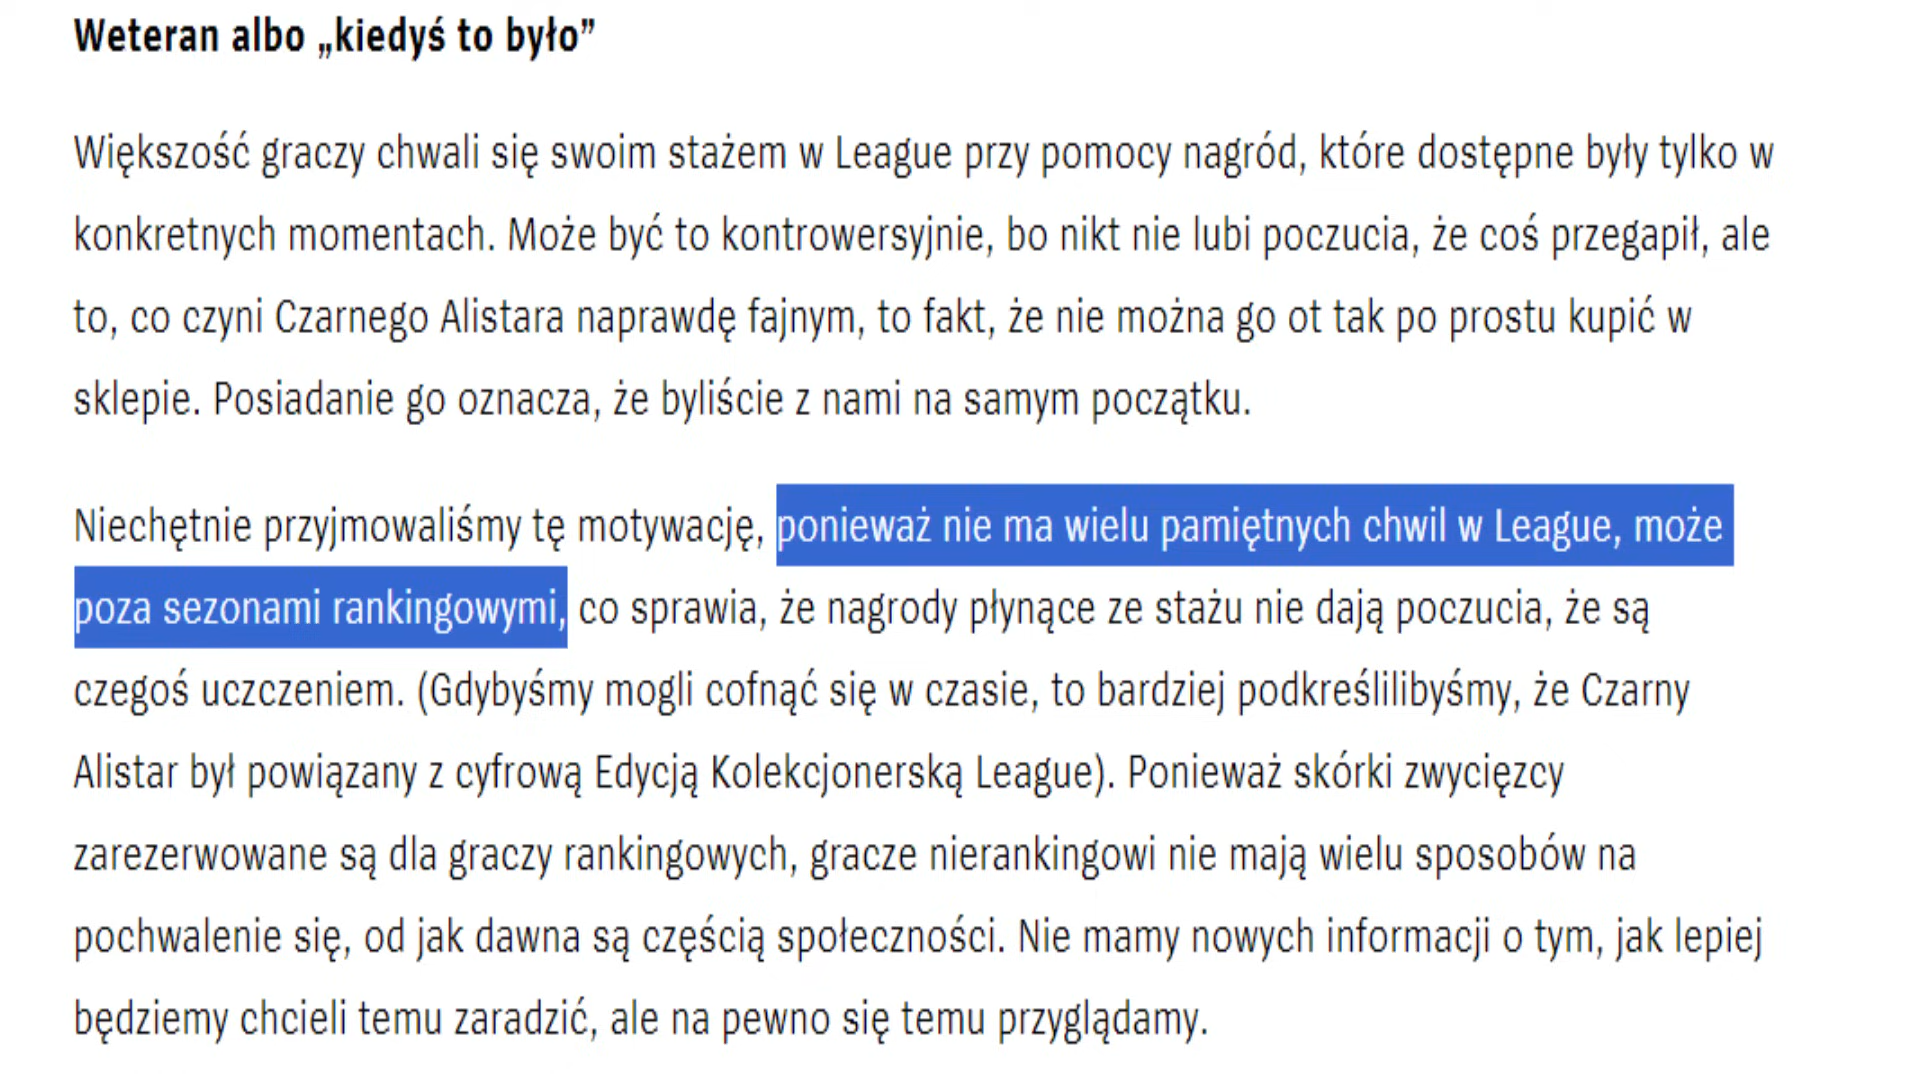 Weteran albo „kiedyś to było”
Większość graczy chwali się swoim stażem w League przy pomocy nagród, które dostępne były tylko w
konkretnych momentach. Może być to kontrowersyjnie, bo nikt nie lubi poczucia, że coś przegapił, ale
to, co czyni Czarnego Alistara naprawdę fajnym, to fakt, że nie można go ot tak po prostu kupić w
sklepie. Posiadanie go oznacza, że byliście z nami na samym początku.
Niechętnie przyjmowaliśmy tę motywację, ponieważ nie ma wielu pamiętnych chwil w League, może
poza sezonami rankingowymi, co sprawia, że nagrody płynące ze stażu nie dają poczucia, że są
czegoś uczczeniem. (Gdybyśmy mogli cofnąć się w czasie, to bardziej podkreślilibyśmy, że Czarny
Alistar był powiązany z cyfrową Edycją Kolekcjonerską League). Ponieważ skórki zwycięzcy
zarezerwowane są dla graczy rankingowych, gracze nierankingowi nie mają wielu sposobów na
pochwalenie się, od jak dawna są częścią społeczności. Nie mamy nowych informacji o tym, jak lepiej
będziemy chcieli temu zaradzić, ale na pewno się temu przyglądamy.